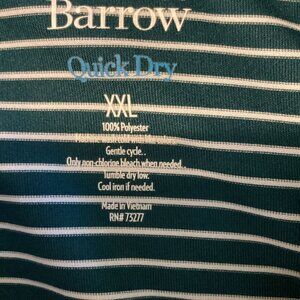 Barrow
Quick Dry
XXL
100% Polyester
Gentle cycle.
Only non-chlorine bleach when needed.
Tumble dry low.
Cool iron if needed.
Made in Vietnam
RN# 73277